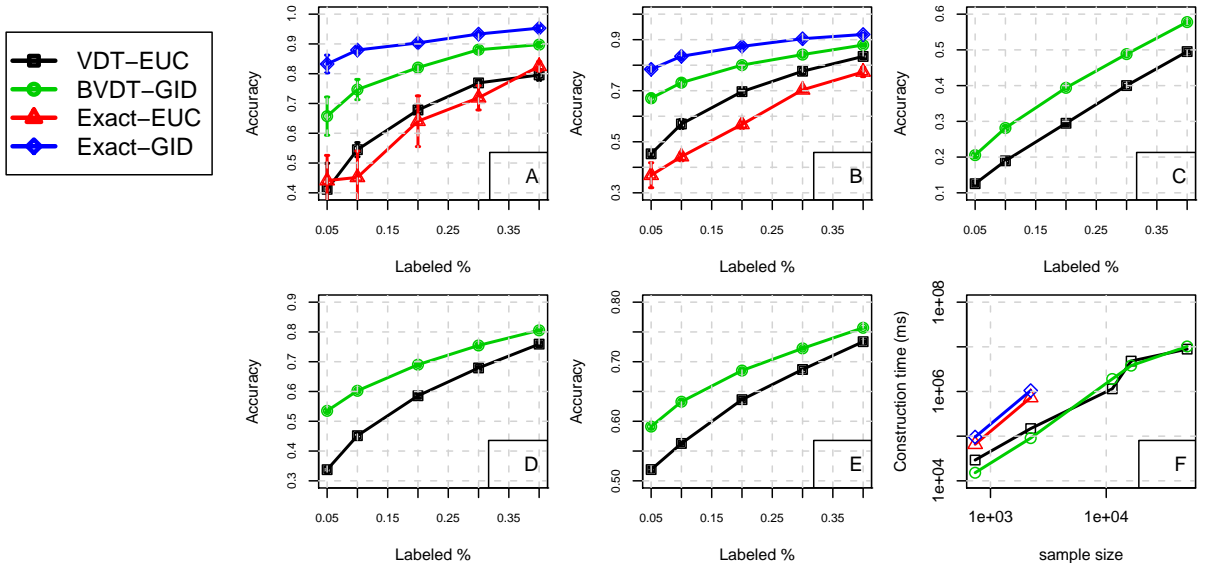 VDT−EUC
BVDT−GID
Exact−EUC
Exact−GID
Accuracy
1.0
0.9
0.8
0.7
0.6
0.5
0.4
0.05
0.15
0.25
0.35
Labeled %
A
Accuracy
0.9
0.7
0.5
0.3
0.05
0.15
0.25
0.35
Labeled %
B
Accuracy
0.6
0.5
0.4
0.3
0.2
0.1
0.05
0.15
0.25
0.35
Labeled %
C
Accuracy
0.9
0.8
0.7
0.6
0.5
0.4
0.3
0.05
0.15
0.25
0.35
Labeled %
D
Accuracy
0.80
0.70
0.60
0.50
0.05
0.15
0.25
0.35
Labeled %
E
Construction time (ms)
1e+08
1e+06
1e+04
1e+03
1e+04
sample size
F